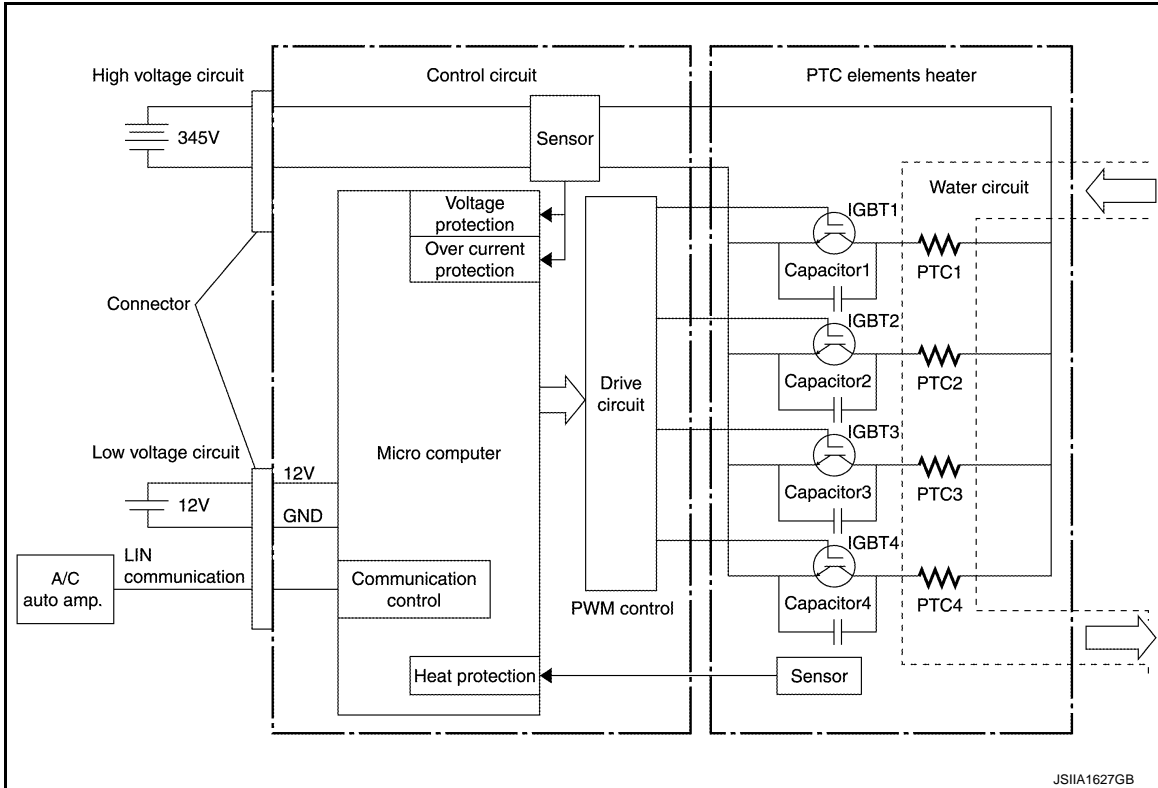 High voltage circuit
Control circuit
PTC elements heater
345V
Sensor
Water circuit
Voltage
protection
Over current
protection
IGBT1
Capacitor1
PTC1
Connector
IGBT2
Capacitor2
PTC2
Drive
circuit
IGBT3
Capacitor3
PTC3
Low voltage circuit
Micro computer
12V
12V
GND
IGBT4
Capacitor4
PTC4
LIN
communication
A/C
auto amp.
Communication
control
PWM control
Heat protection
Sensor
JSIIA1627GB